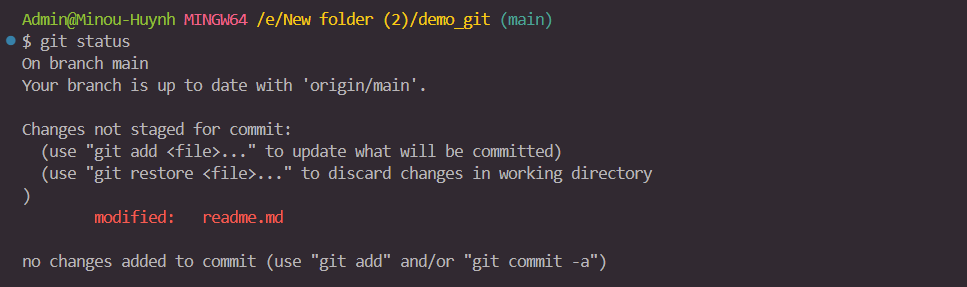 Admin@Minou-Huynh MINGW64 /e/New folder (2)/demo_git (main)
$ git status
On branch main
Your branch is up to date with 'origin/main'.

Changes not staged for commit:
  (use "git add <file>..." to update what will be committed)
  (use "git restore <file>..." to discard changes in working directory
)
        modified:   readme.md

no changes added to commit (use "git add" and/or "git commit -a")